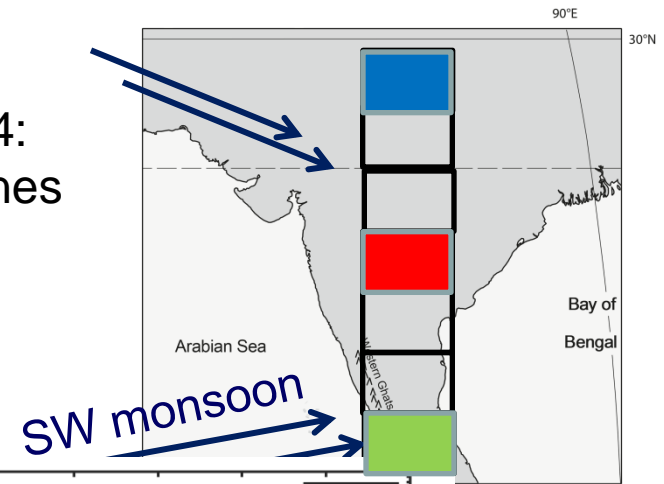 90°E
30°N
4:
nes
Bay of
Bengal
Arabian Sea
Western Ghats
SW monsoon